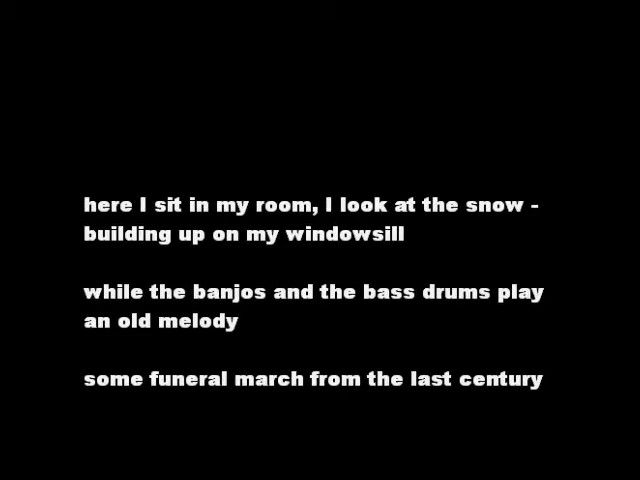 here I sit in my room, I look at the snow -
building up on my windowsill
while the banjos and the bass drums play
an old melody
some funeral march from the last century